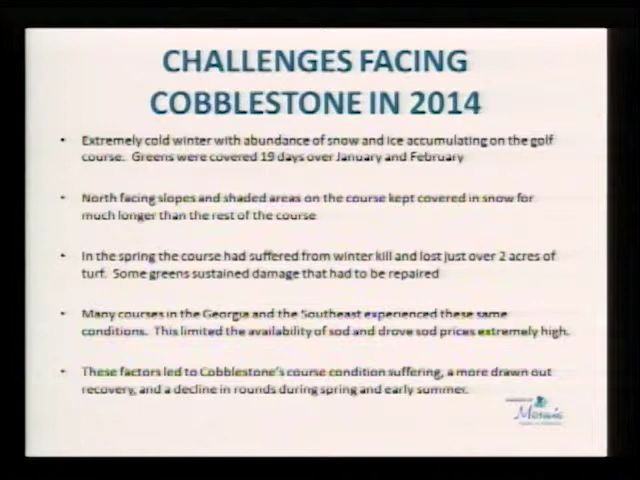 CHALLENGES FACING
COBBLESTONE IN 2014
• Extremely cold winter with abundance of snow and ice accumulating on the golf
course. Greens were covered 19 days over January and February
• North facing slopes and shaded areas on the course kept covered in snow for
much longer than the rest of the course
• In the spring the course had suffered from winter kill and lost just over 2 acres of
turf. Some greens sustained damage that had to be repaired
• Many courses in the Georgia and the Southeast experienced these same
conditions. This limited the availability of sod and drove sod prices extremely high.
• These factors led to Cobblestone's course condition suffering, a more drawn out
recovery, and a decline in rounds during spring and early summer.
Mosaic